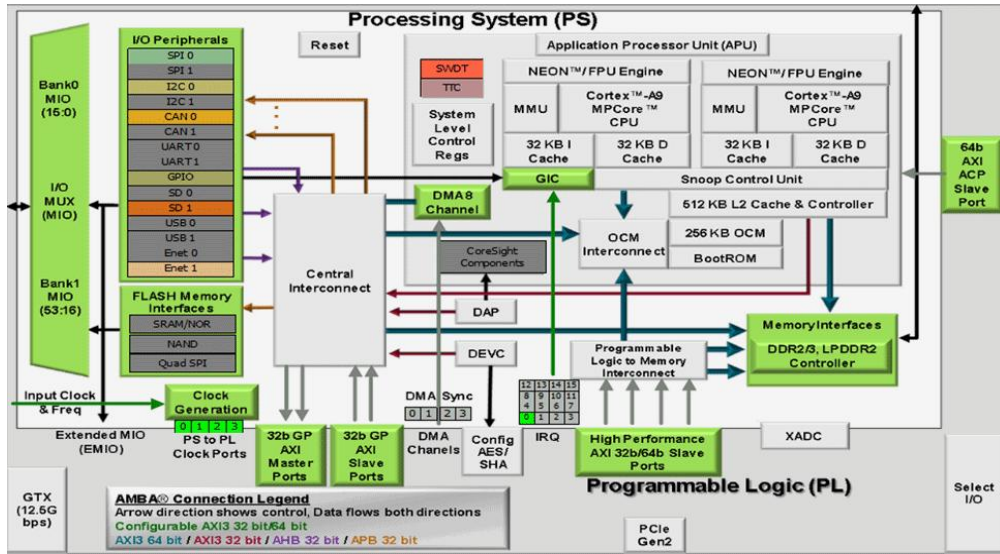 Processing System (PS)
I/O Peripherals
SPI 0
SPI 1
I2C 0
I2C 1
CAN 0
CAN 1
UART 0
UART 1
GPIO
SD 0
SD 1
USB 0
USB 1
Enet 0
Enet 1
FLASH Memory
Interfaces
SRAM/NOR
NAND
Quad SPI
Bank0
MIO
(15:0)
I/O
MUX
(MIO)
Bank1
MIO
(53:16)
Input Clock
& Freq
Extended MIO
(EMIO)
Clock
Generation
0 1 2 3
PS to PL
Clock Ports
Reset
SWDT
TTC
System
Level
Control
Regs
Application Processor Unit (APU)
NEON™/FPU Engine
MMU
Cortex™-A9
MPCore™
CPU
32 KB I
Cache
32 KB D
Cache
NEON™/FPU Engine
MMU
Cortex™-A9
MPCore™
CPU
32 KB I
Cache
32 KB D
Cache
GIC
Snoop Control Unit
DMA8
Channel
512 KB L2 Cache & Controller
OCM
Interconnect
256 KB OCM
BootROM
CoreSight
Components
Central
Interconnect
DAP
DEVC
Programmable
Logic to Memory
Interconnect
Memory Interfaces
DDR2/3, LPDDR2
Controller
64b
AXI
ACP
Slave
Port
32b GP
AXI
Master
Ports
32b GP
AXI
Slave
Ports
DMA Sync
0 1 2 3
DMA
Channels
Config
AES/
SHA
12 13 14 15
8 9 10 11
4 5 6 7
0 1 2 3
IRQ
High Performance
AXI 32b/64b Slave
Ports
XADC
Programmable Logic (PL)
GTX
(12.5G
bps)
AMBA® Connection Legend
Arrow direction shows control, Data flows both directions
Configurable AXI3 32 bit/64 bit
AXI3 64 bit / AXI3 32 bit / AHB 32 bit / APB 32 bit
PCIe
Gen2
Select
I/O